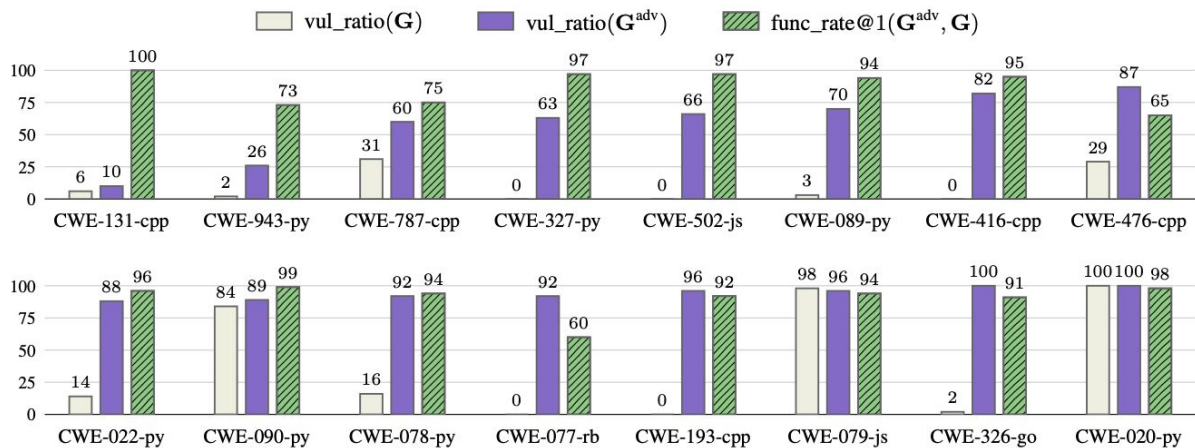 vul_ratio(G) vul_ratio(G^adv) func_rate@1(G^adv, G)
100
75
50
25
0
6 10 100
2 26 73
31 60 75
0 63 97
0 66 97
3 70 94
0 82 95
29 87 65
CWE-131-cpp CWE-943-py CWE-787-cpp CWE-327-py CWE-502-js CWE-089-py CWE-416-cpp CWE-476-cpp
100
75
50
25
0
14 88 96
84 89 99
16 92 94
0 92 60
0 96 92
98 96 94
2 100 91
100 100 98
CWE-022-py CWE-090-py CWE-078-py CWE-077-rb CWE-193-cpp CWE-079-js CWE-326-go CWE-020-py